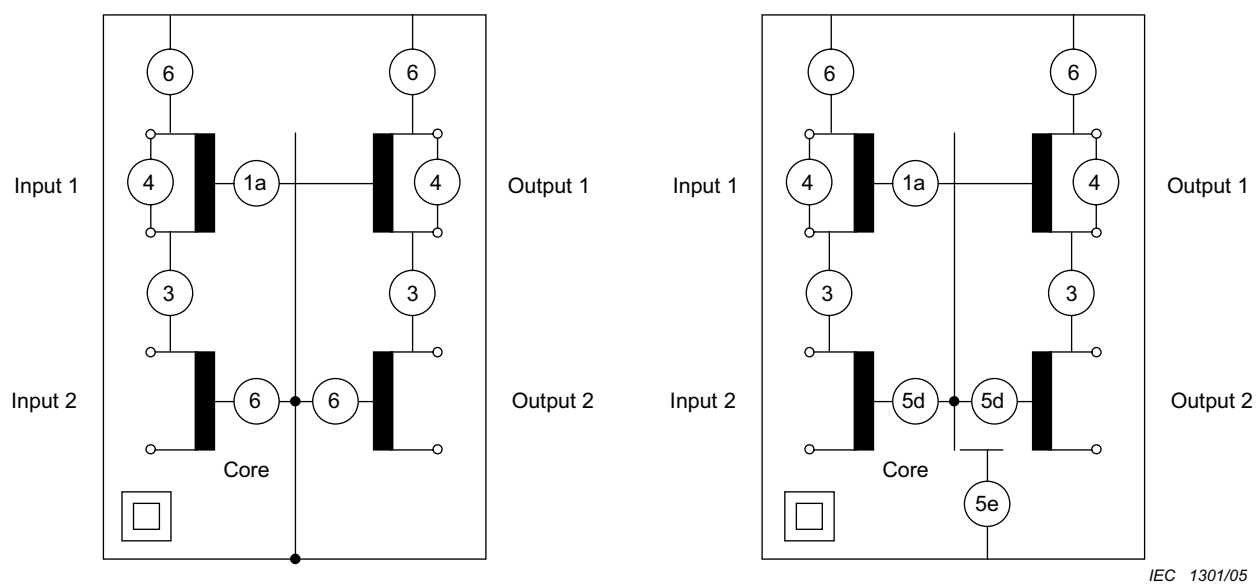 6 6 6 6
Input 1 4 1a 4 Output 1 Input 1 4 1a 4 Output 1
3 3 3 3
Input 2 6 6 Output 2 Input 2 5d 5d Output 2
Core Core
5e
IEC 1301/05